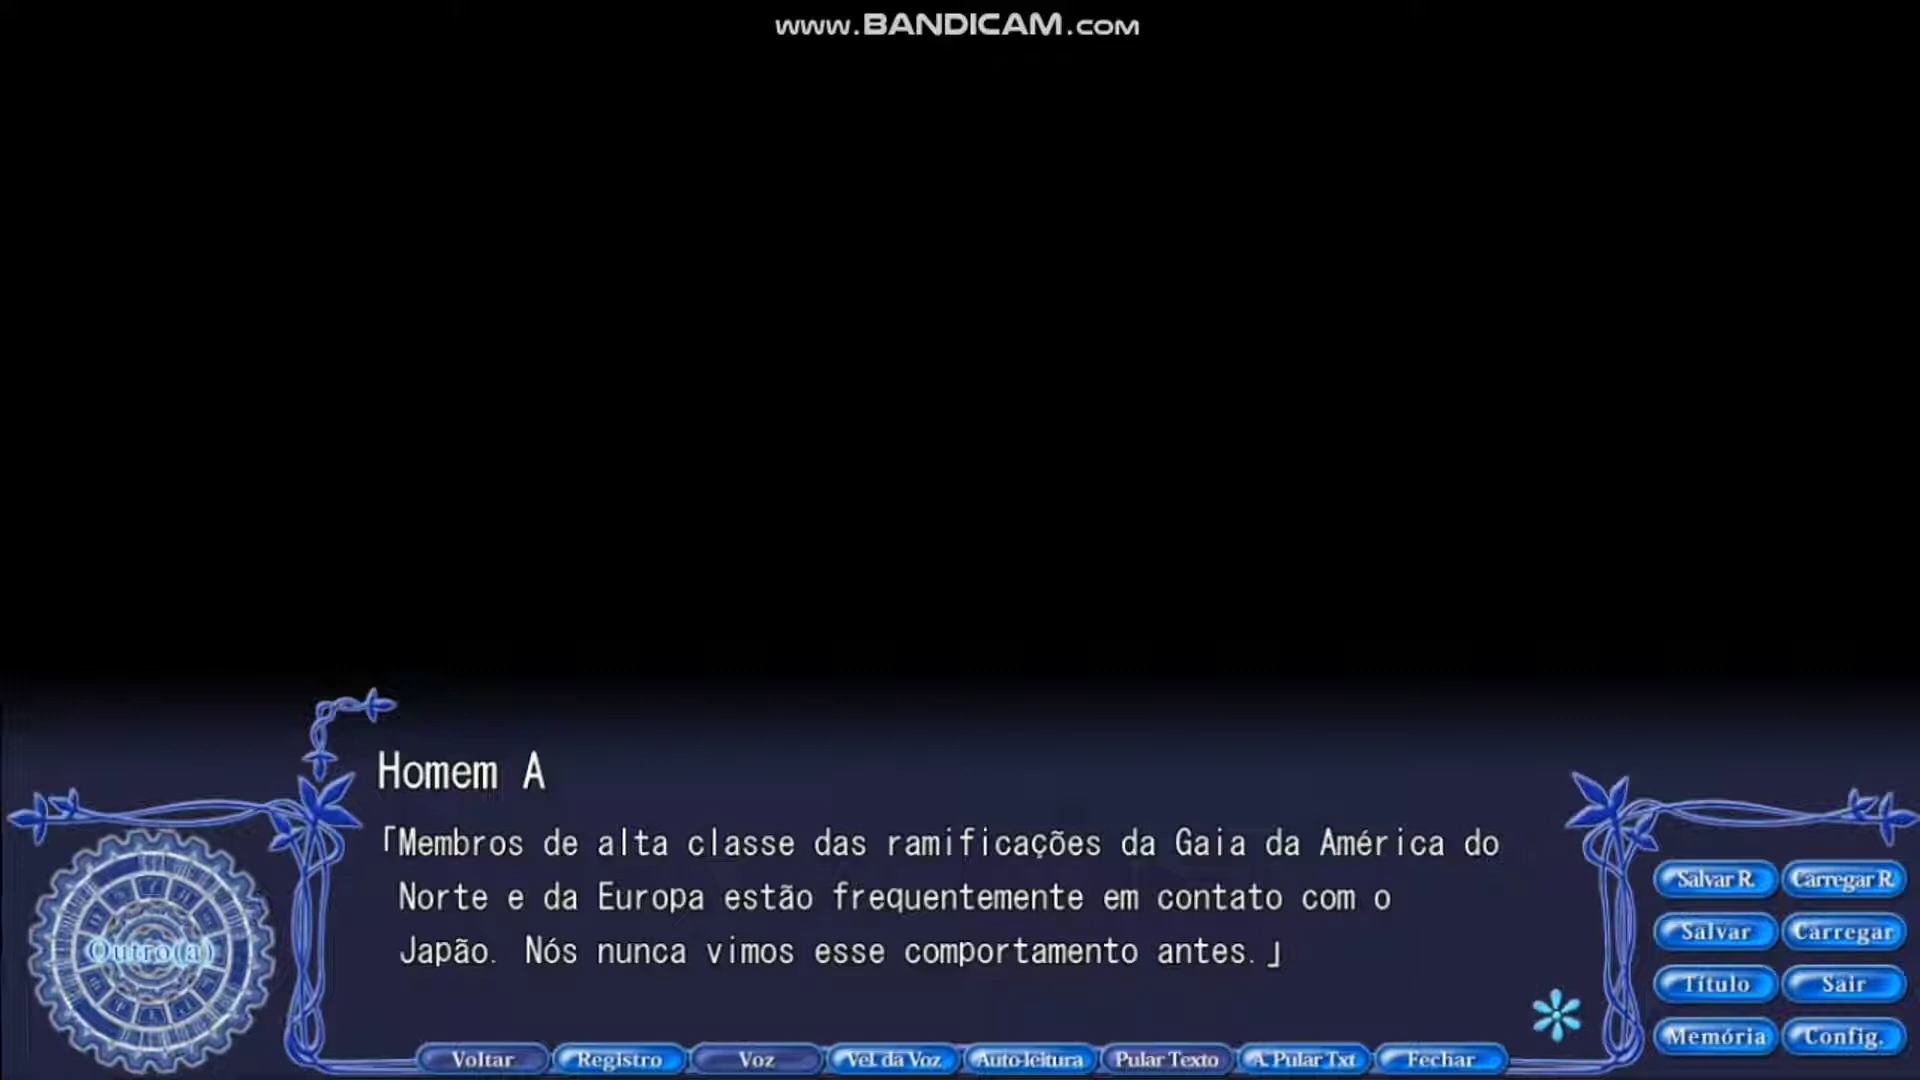 www.BANDICAM.COM
Homem A
「Membros de alta classe das ramificações da Gaia da América do
Norte e da Europa estão frequentemente em contato com o
Japão. Nós nunca vimos esse comportamento antes.」
Outro(a)
Salvar R. Carregar R.
Salvar Carregar
Título Sair
Memória Config.
Voltar Registro Voz Vel. da Voz Auto-leitura Pular Texto A. Pular Txt Fechar